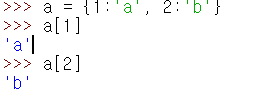 >>> a = {1:'a', 2:'b'}
>>> a[1]
'a'
>>> a[2]
'b'